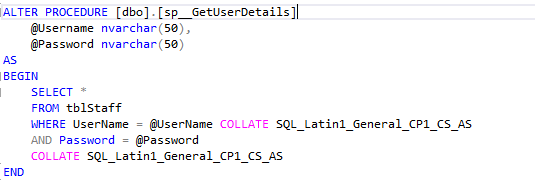 ALTER PROCEDURE [dbo].[sp__GetUserDetails]
@Username nvarchar(50),
@Password nvarchar(50)
AS
BEGIN
SELECT *
FROM tblStaff
WHERE UserName = @UserName COLLATE SQL_Latin1_General_CP1_CS_AS
AND Password = @Password
COLLATE SQL_Latin1_General_CP1_CS_AS
END